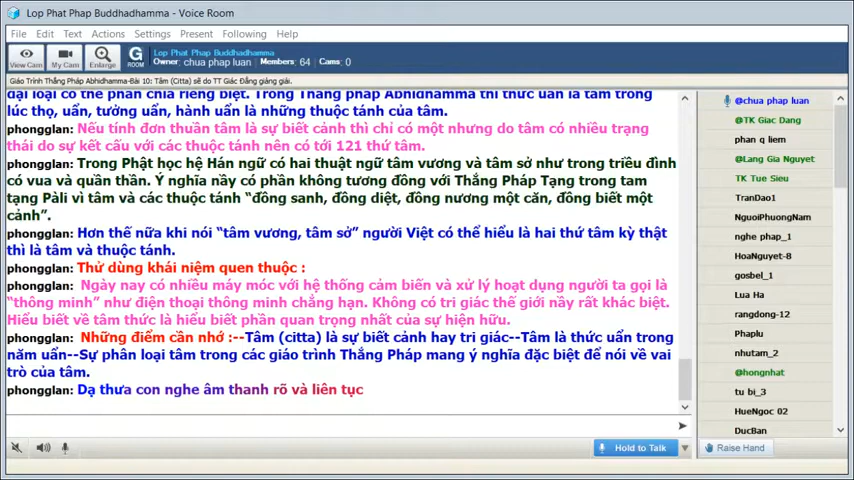 Lop Phat Phap Buddhadhamma - Voice Room
File Edit Text Actions Settings Present Following Help
View Cam My Cam Enlarge G ROOM
Lop Phat Phap Buddhadhamma
Owner: chua phap luan Members: 64 Cams: 0
Giáo Trình Thắng Pháp Abhidhamma-Bài 10: Tâm (Citta) sẽ do TT Giác Đẳng giảng giải.
đại loại có thể phân chia riêng biệt. Trong Thắng pháp Abhidhamma thì thức uẩn là tâm trong
lúc thọ, uẩn, tưởng uẩn, hành uẩn là những thuộc tánh của tâm.
phongglan: Nếu tính đơn thuần tâm là sự biết cảnh thì chỉ có một nhưng do tâm có nhiều trạng
thái do sự kết cấu với các thuộc tánh nên có tới 121 thứ tâm.
phongglan: Trong Phật học hệ Hán ngữ có hai thuật ngữ tâm vương và tâm sở như trong triều đình
có vua và quần thần. Ý nghĩa nầy có phần không tương đồng với Thắng Pháp Tạng trong tam
tạng Pàli vì tâm và các thuộc tánh “đồng sanh, đồng diệt, đồng nương một căn, đồng biết một
cảnh”.
phongglan: Hơn thế nữa khi nói “tâm vương, tâm sở” người Việt có thể hiểu là hai thứ tâm kỳ thật
thì là tâm và thuộc tánh.
phongglan: Thử dùng khái niệm quen thuộc :
phongglan: Ngày nay có nhiều máy móc với hệ thống cảm biến và xử lý hoạt dụng người ta gọi là
“thông minh” như điện thoại thông minh chẳng hạn. Không có tri giác thế giới nầy rất khác biệt.
Hiểu biết về tâm thức là hiểu biết phần quan trọng nhất của sự hiện hữu.
phongglan: Những điểm cần nhớ :--Tâm (citta) là sự biết cảnh hay tri giác--Tâm là thức uẩn trong
năm uẩn--Sự phân loại tâm trong các giáo trình Thắng Pháp mang ý nghĩa đặc biệt để nói về vai
trò của tâm.
phongglan: Dạ thưa con nghe âm thanh rõ và liên tục
Hold to Talk
@chua phap luan
@TK Giac Dang
phan q liem
@Lang Gia Nguyet
TK Tue Sieu
TranDao1
NguoiPhuongNam
nghe phap_1
HoaNguyet-8
gosbel_1
Lua Ha
rangdong-12
Phaplu
nhutam_2
@hongnhat
tu bi_3
HueNgoc 02
DucBan
Raise Hand